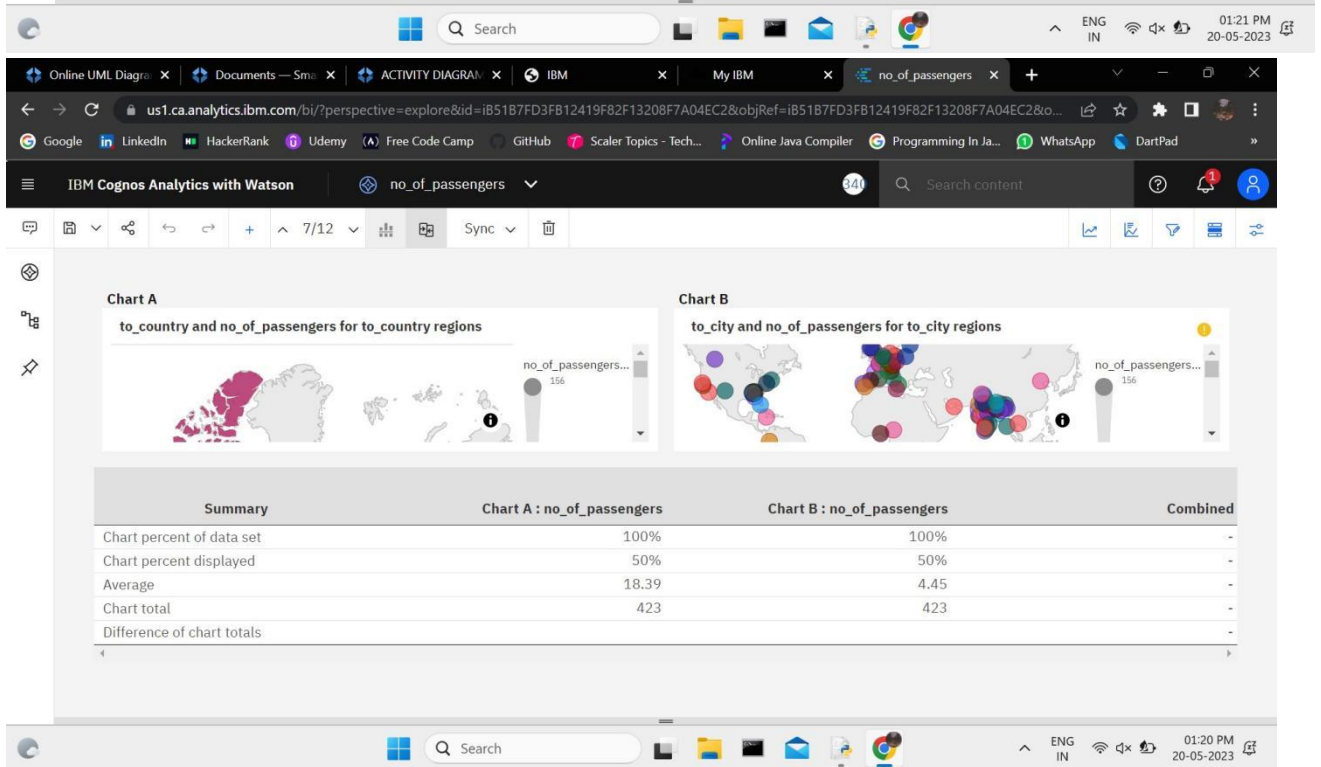 Search
ENG
IN
01:21 PM
20-05-2023
Online UML Diagra
Documents — Sma
ACTIVITY DIAGRAM
IBM
My IBM
no_of_passengers
us1.ca.analytics.ibm.com/bi/?perspective=explore&id=iB51B7FD3FB12419F82F13208F7A04EC2&objRef=iB51B7FD3FB12419F82F13208F7A04EC2&o...
Google
LinkedIn
HackerRank
Udemy
Free Code Camp
GitHub
Scaler Topics - Tech...
Online Java Compiler
Programming In Ja...
WhatsApp
DartPad
»
IBM Cognos Analytics with Watson
no_of_passengers
340
Search content
1
7/12
Sync
Chart A
Chart B
to_country and no_of_passengers for to_country regions
no_of_passengers...
156
to_city and no_of_passengers for to_city regions
no_of_passengers...
156
Summary Chart A : no_of_passengers Chart B : no_of_passengers Combined
Chart percent of data set 100% 100% -
Chart percent displayed 50% 50% -
Average 18.39 4.45 -
Chart total 423 423 -
Difference of chart totals -
Search
ENG
IN
01:20 PM
20-05-2023